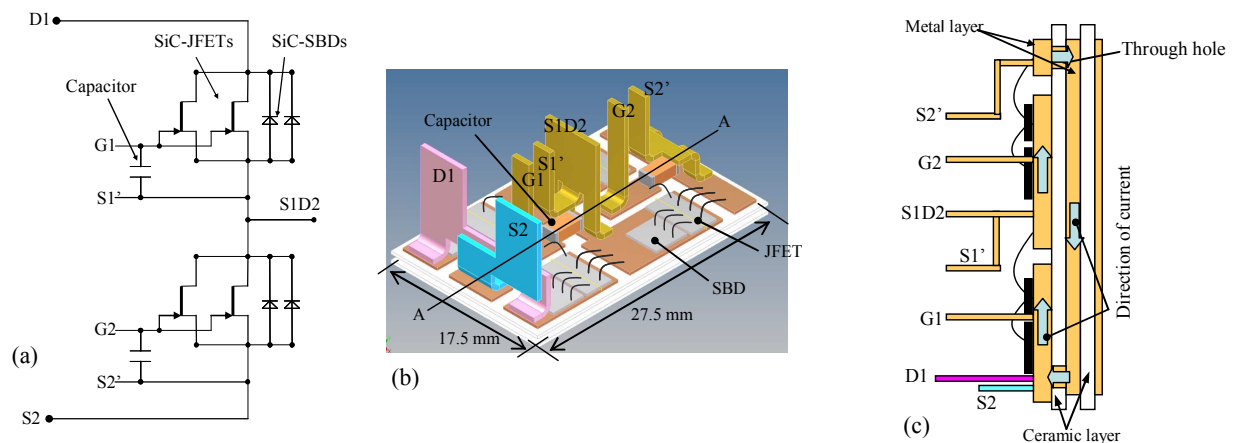 D1
SiC-JFETs
SiC-SBDs
Capacitor
G1
S1’
S1D2
G2
S2’
S2
(a)
S2’
G2
S1D2
Capacitor
A
S1’
G1
D1
S2
JFET
SBD
A
27.5 mm
17.5 mm
(b)
Metal layer
Through hole
S2’
G2
S1D2
S1’
G1
D1
S2
Direction of current
Ceramic layer
(c)